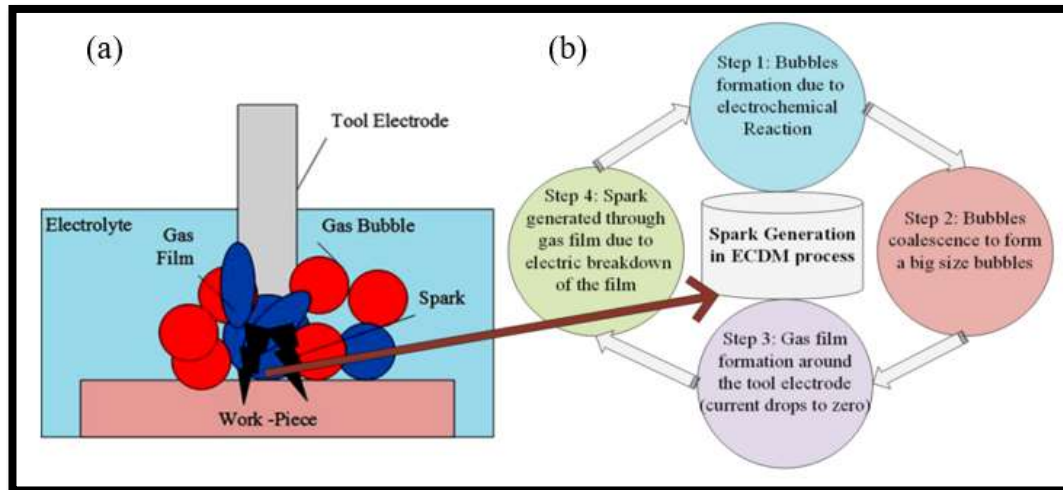 (a)
Tool Electrode
Electrolyte
Gas
Film
Gas Bubble
Spark
Work -Piece
(b)
Step 1: Bubbles
formation due to
electrochemical
Reaction
Step 2: Bubbles
coalescence to form
a big size bubbles
Step 3: Gas film
formation around
the tool electrode
(current drops to zero)
Step 4: Spark
generated through
gas film due to
electric breakdown
of the film
Spark Generation
in ECDM process